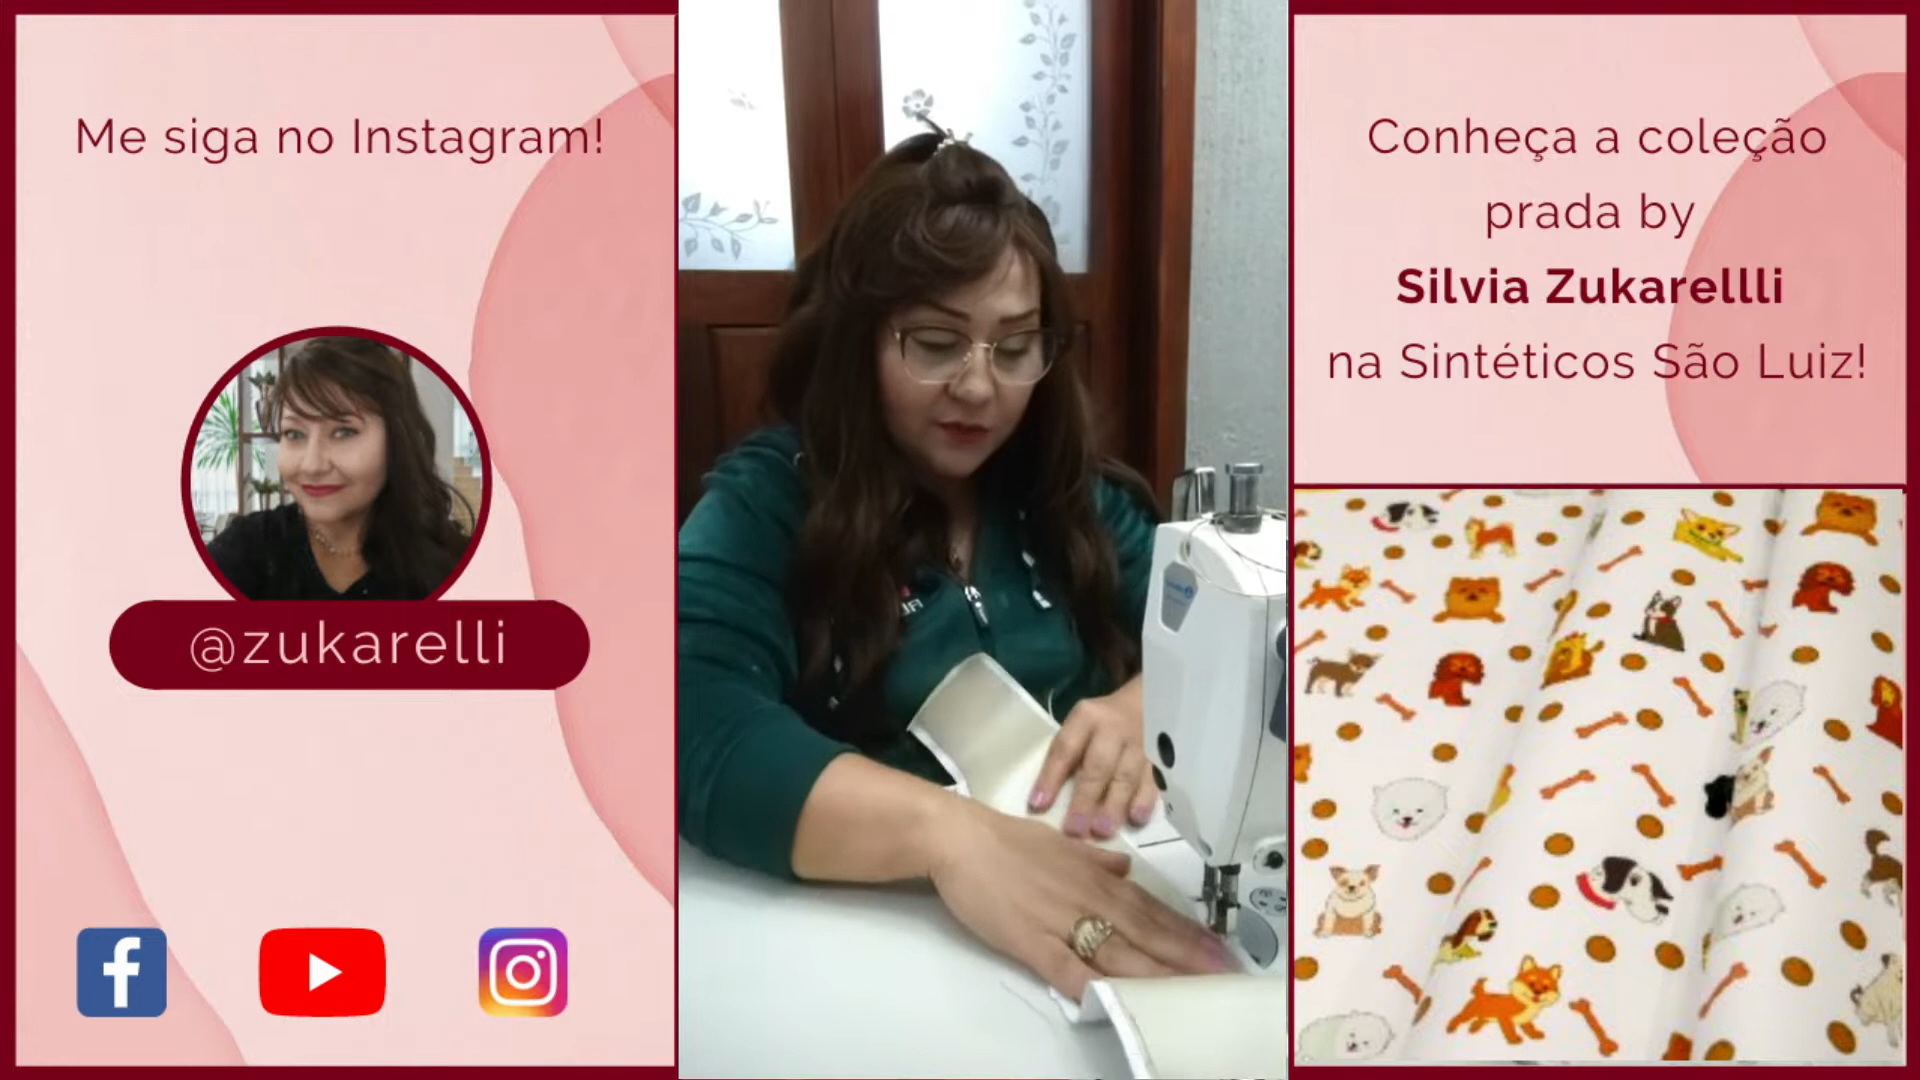 Me siga no Instagram!
@zukarelli
Conheça a coleção
prada by
Silvia Zukarellli
na Sintéticos São Luiz!